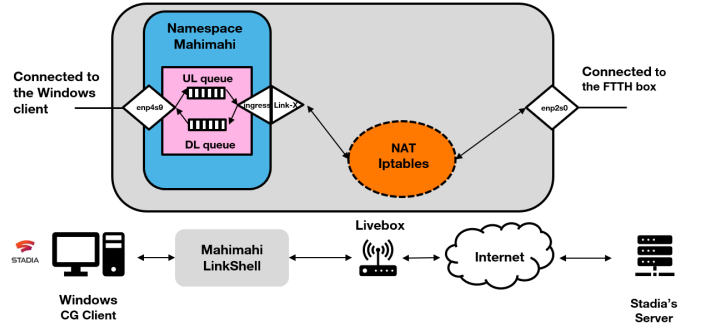 Namespace
Mahimahi
UL queue
DL queue
Connected to
the Windows
client
enp4s9
ingress
Link-X
NAT
Iptables
enp2s0
Connected to
the FTTH box
STADIA
Windows
CG Client
Mahimahi
LinkShell
Livebox
Internet
Stadia's
Server